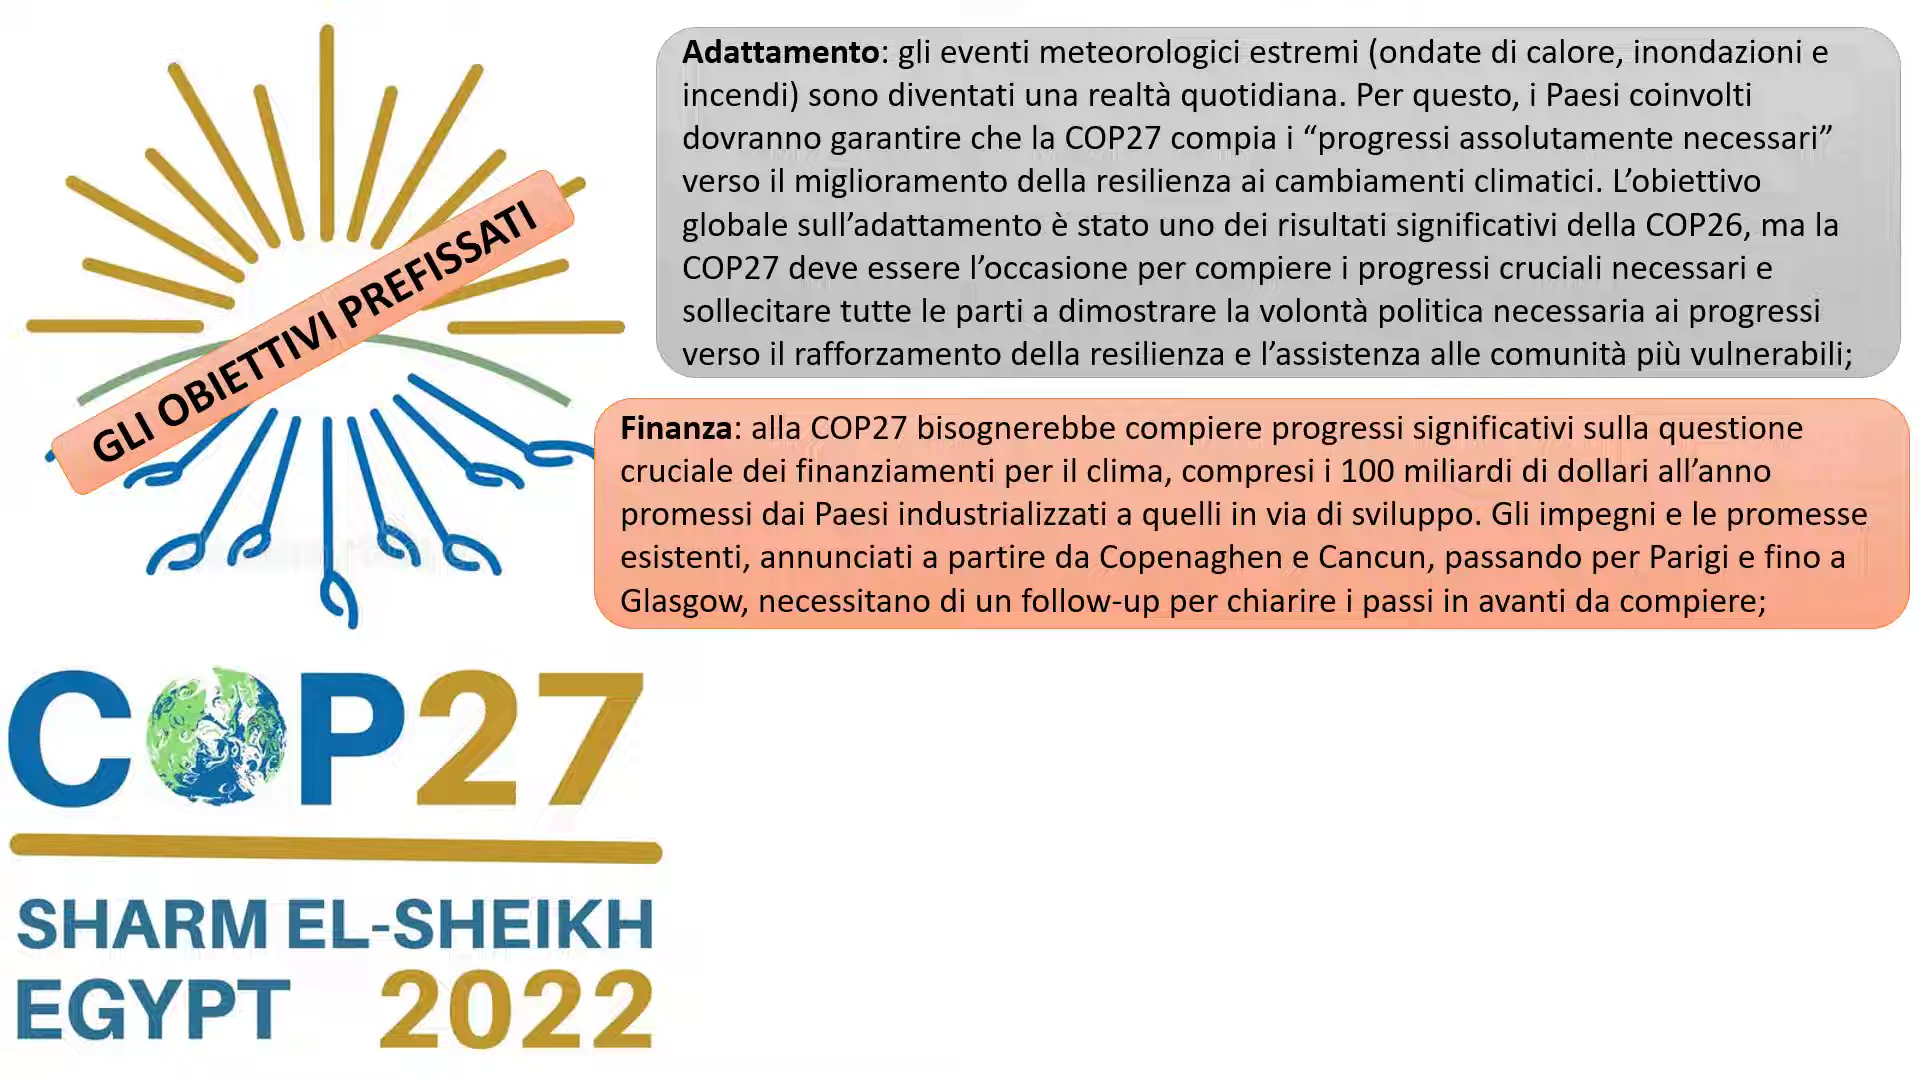 GLI OBIETTIVI PREFISSATI
Adattamento: gli eventi meteorologici estremi (ondate di calore, inondazioni e
incendi) sono diventati una realtà quotidiana. Per questo, i Paesi coinvolti
dovranno garantire che la COP27 compia i “progressi assolutamente necessari”
verso il miglioramento della resilienza ai cambiamenti climatici. L’obiettivo
globale sull’adattamento è stato uno dei risultati significativi della COP26, ma la
COP27 deve essere l’occasione per compiere i progressi cruciali necessari e
sollecitare tutte le parti a dimostrare la volontà politica necessaria ai progressi
verso il rafforzamento della resilienza e l’assistenza alle comunità più vulnerabili;
Finanza: alla COP27 bisognerebbe compiere progressi significativi sulla questione
cruciale dei finanziamenti per il clima, compresi i 100 miliardi di dollari all’anno
promessi dai Paesi industrializzati a quelli in via di sviluppo. Gli impegni e le promesse
esistenti, annunciati a partire da Copenaghen e Cancun, passando per Parigi e fino a
Glasgow, necessitano di un follow-up per chiarire i passi in avanti da compiere;
COP27
SHARM EL-SHEIKH
EGYPT 2022